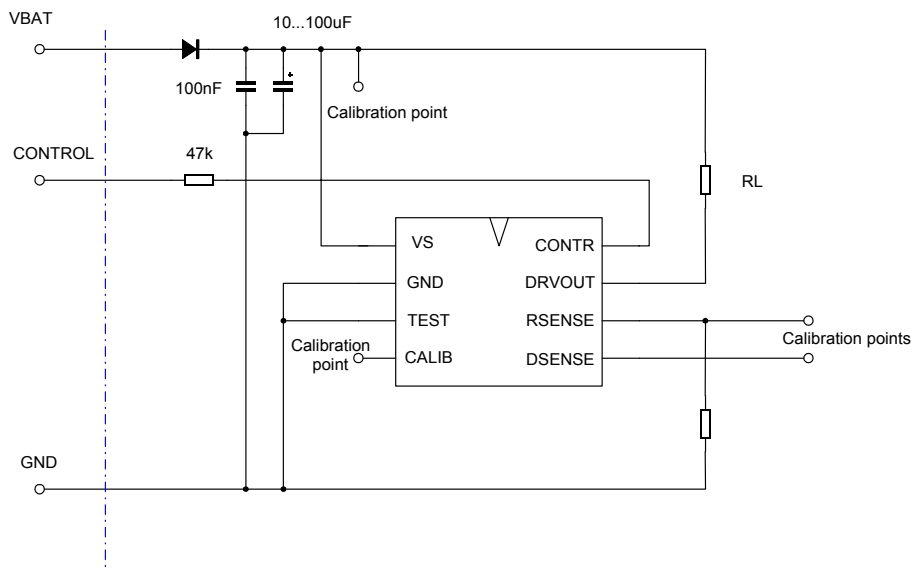 VBAT
10...100uF
100nF
+
Calibration point
CONTROL
47k
RL
VS
CONTR
GND
DRVOUT
TEST
RSENSE
Calibration
point
CALIB
DSENSE
Calibration points
GND